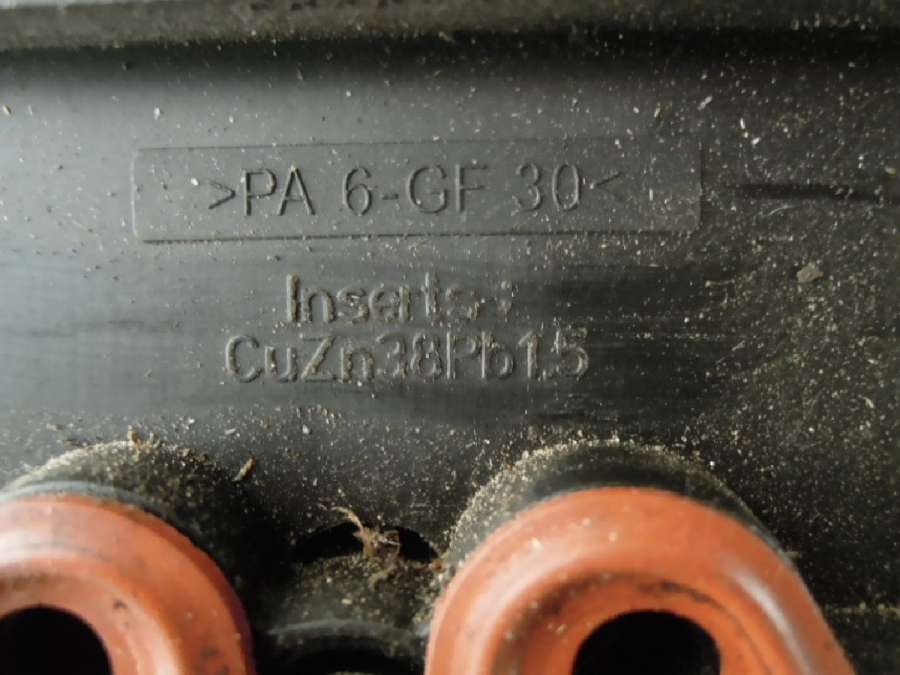 >PA 6-GF 30<
Inserts :
CuZn38Pb1.5